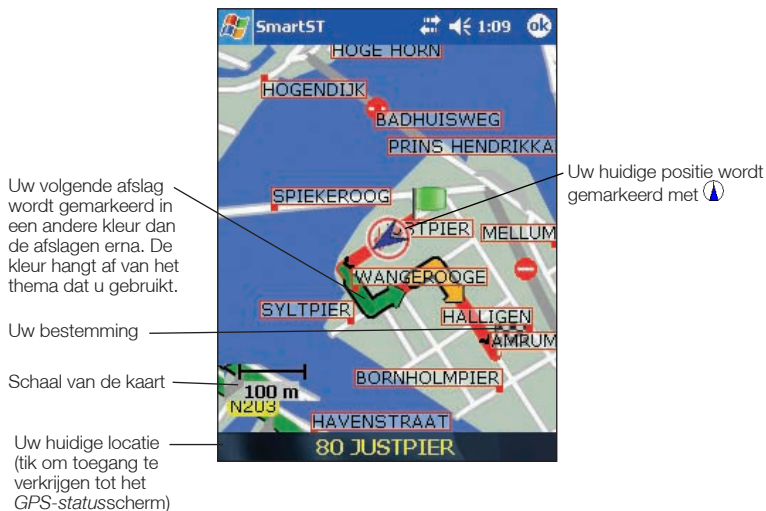 SmartST 1:09 ok
HOGE HORN
HOGENDIJK
BADHUISWEG
PRINS HENDRIKKA
SPIEKEROOG
JUSTPIER
MELLUM
WANGEROOGE
SYLTPIER
HALLIGEN
AMRUM
BORNHOLMPIER
100 m
N203
HAVENSTRAAT
80 JUSTPIER
Uw volgende afslag
wordt gemarkeerd in
een andere kleur dan
de afslagen erna. De
kleur hangt af van het
thema dat u gebruikt.
Uw bestemming
Schaal van de kaart
Uw huidige locatie
(tik om toegang te
verkrijgen tot het
GPS-statusscherm)
Uw huidige positie wordt
gemarkeerd met